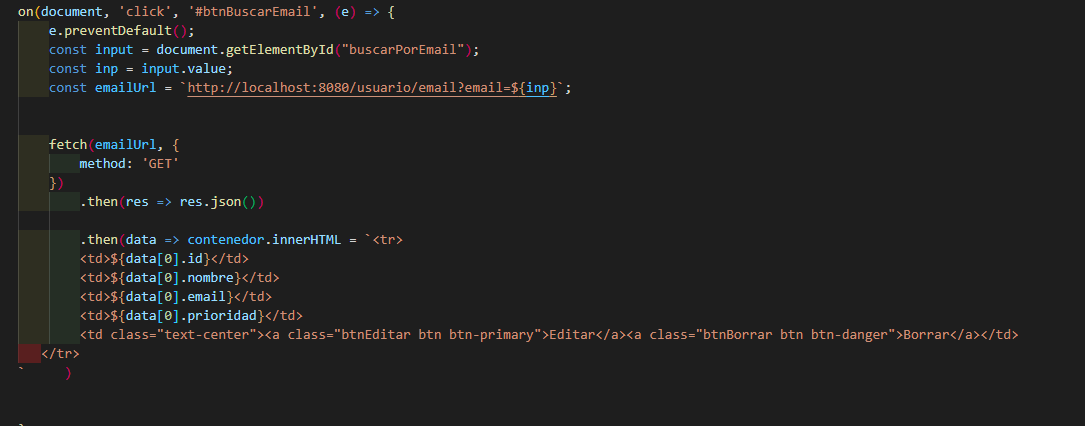 on(document, 'click', '#btnBuscarEmail', (e) => {
e.preventDefault();
const input = document.getElementById("buscarPorEmail");
const inp = input.value;
const emailUrl = `http://localhost:8080/usuario/email?email=${inp}`;
fetch(emailUrl, {
method: 'GET'
})
.then(res => res.json())
.then(data => contenedor.innerHTML = `<tr>
<td>${data[0].id}</td>
<td>${data[0].nombre}</td>
<td>${data[0].email}</td>
<td>${data[0].prioridad}</td>
<td class="text-center"><a class="btnEditar btn btn-primary">Editar</a><a class="btnBorrar btn btn-danger">Borrar</a></td>
</tr>
` )